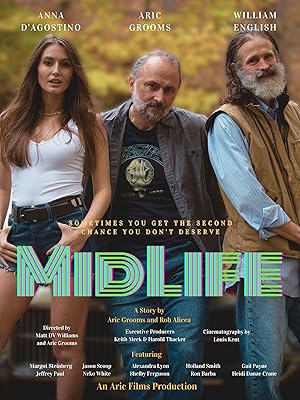 ANNA D'AGOSTINO
ARIC GROOMS
WILLIAM ENGLISH
SOMETIMES YOU GET THE SECOND
CHANCE YOU DON'T DESERVE
MIDLIFE
A Story by
Aric Grooms and Rob Alicea
Directed by
Matt DV Williams
and Aric Grooms
Executive Producers
Keith Meek & Harold Thacker
Cinematography by
Louis Kent
Featuring
Margot Steinberg
Jeffrey Paul
Jason Scoop
Neko White
Alexandra Lyon
Shelby Ferguson
Holland Smith
Ron Barba
Gail Payne
Heidi Danae Crane
An Aric Films Production